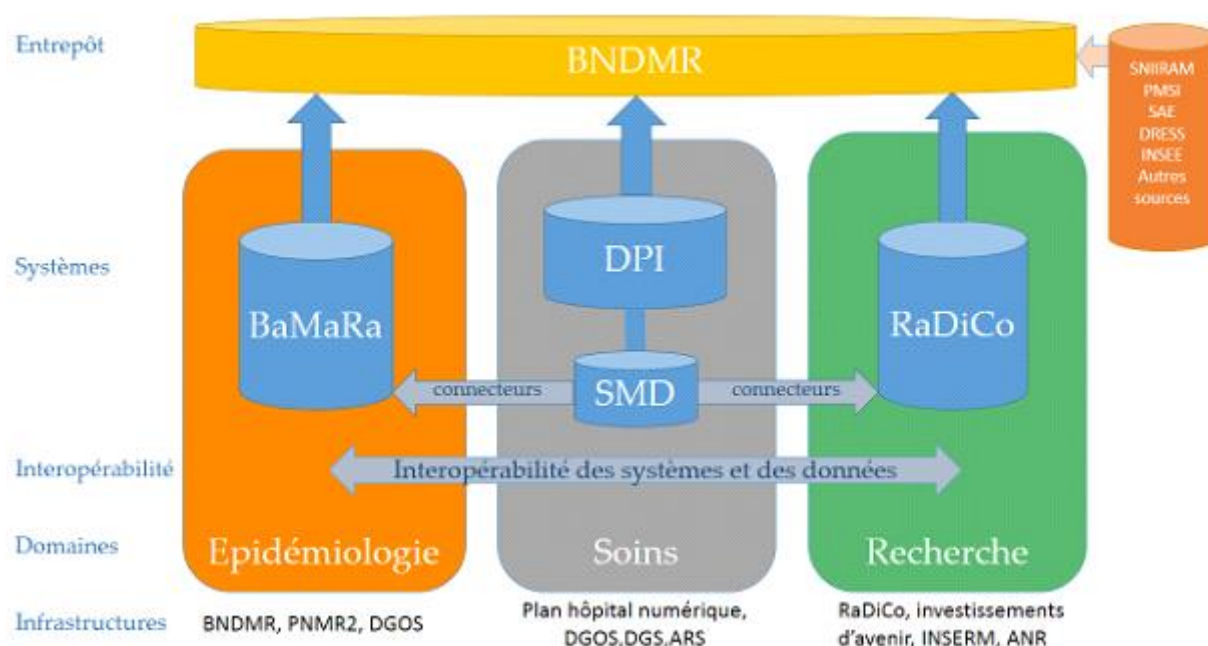 Entrepôt
BNDMR
SNIIRAM
PMSI
SAE
DRESS
INSEE
Autres
sources
Systèmes
BaMaRa
DPI
RaDiCo
connecteurs
SMD
connecteurs
Interopérabilité
Interopérabilité des systèmes et des données
Domaines
Epidémiologie
Soins
Recherche
Infrastructures
BNDMR, PNMR2, DGOS
Plan hôpital numérique,
DGOS,DGS,ARS
RaDiCo, investissements
d'avenir, INSERM, ANR